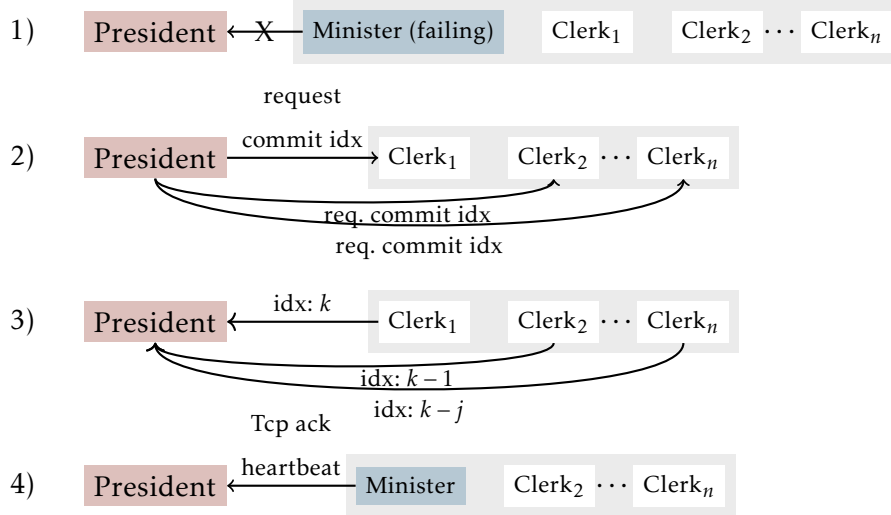 1) President X Minister (failing) Clerk₁ Clerk₂ ··· Clerkₙ
request
2) President commit idx Clerk₁ Clerk₂ ··· Clerkₙ
req. commit idx
req. commit idx
3) President idx: k Clerk₁ Clerk₂ ··· Clerkₙ
idx: k − 1
idx: k − j
Tcp ack
4) President heartbeat Minister Clerk₂ ··· Clerkₙ